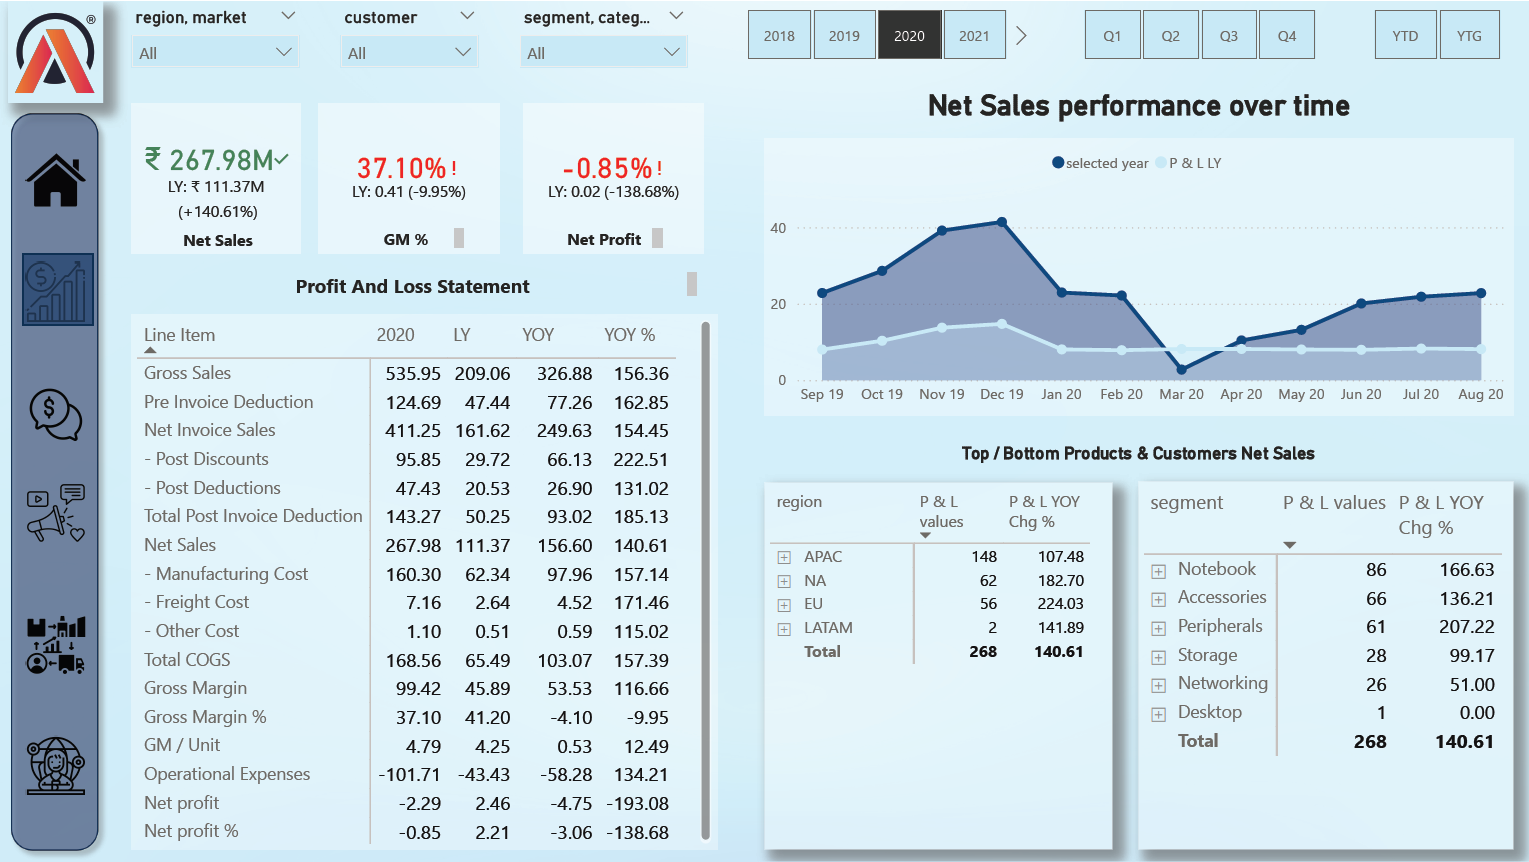 ®
region, market
customer
segment, categ...
All
All
All
2018
2019
2020
2021
Q1
Q2
Q3
Q4
YTD
YTG
₹ 267.98M
LY: ₹ 111.37M
(+140.61%)
Net Sales
37.10%!
LY: 0.41 (-9.95%)
GM %
-0.85%!
LY: 0.02 (-138.68%)
Net Profit
Profit And Loss Statement
Line Item 2020 LY YOY YOY %
Gross Sales 535.95 209.06 326.88 156.36
Pre Invoice Deduction 124.69 47.44 77.26 162.85
Net Invoice Sales 411.25 161.62 249.63 154.45
- Post Discounts 95.85 29.72 66.13 222.51
- Post Deductions 47.43 20.53 26.90 131.02
Total Post Invoice Deduction 143.27 50.25 93.02 185.13
Net Sales 267.98 111.37 156.60 140.61
- Manufacturing Cost 160.30 62.34 97.96 157.14
- Freight Cost 7.16 2.64 4.52 171.46
- Other Cost 1.10 0.51 0.59 115.02
Total COGS 168.56 65.49 103.07 157.39
Gross Margin 99.42 45.89 53.53 116.66
Gross Margin % 37.10 41.20 -4.10 -9.95
GM / Unit 4.79 4.25 0.53 12.49
Operational Expenses -101.71 -43.43 -58.28 134.21
Net profit -2.29 2.46 -4.75 -193.08
Net profit % -0.85 2.21 -3.06 -138.68
Net Sales performance over time
selected year P & L LY
40
20
0
Sep 19 Oct 19 Nov 19 Dec 19 Jan 20 Feb 20 Mar 20 Apr 20 May 20 Jun 20 Jul 20 Aug 20
Top / Bottom Products & Customers Net Sales
region P & L values P & L YOY Chg %
APAC 148 107.48
NA 62 182.70
EU 56 224.03
LATAM 2 141.89
Total 268 140.61
segment P & L values P & L YOY Chg %
Notebook 86 166.63
Accessories 66 136.21
Peripherals 61 207.22
Storage 28 99.17
Networking 26 51.00
Desktop 1 0.00
Total 268 140.61